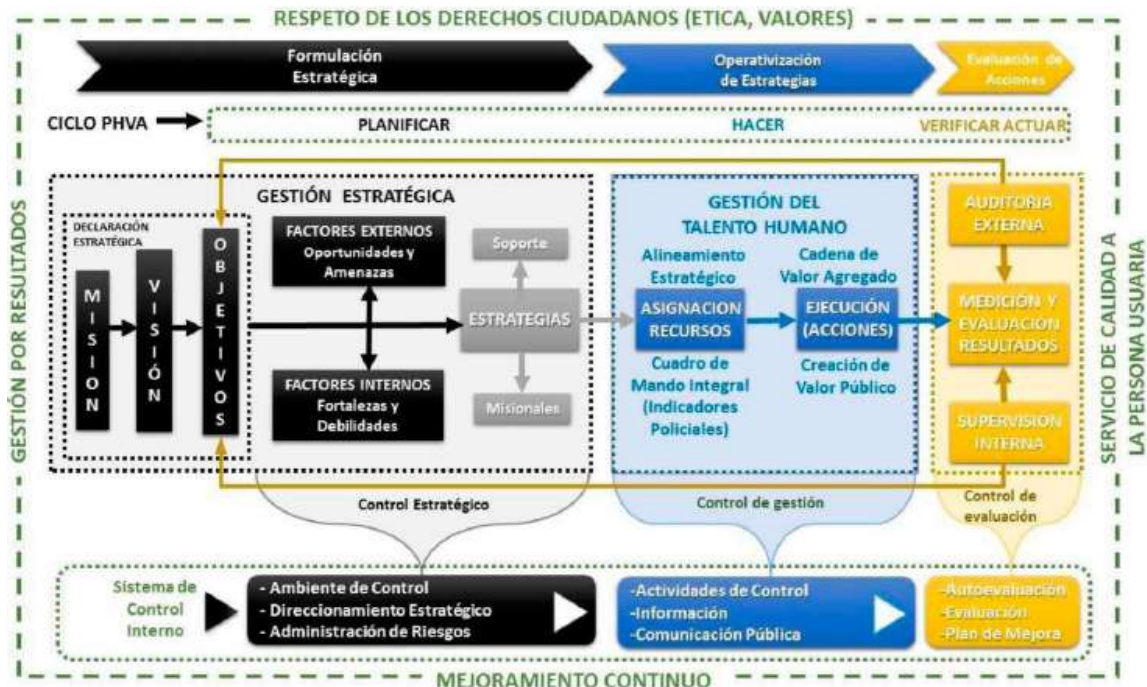 RESPETO DE LOS DERECHOS CIUDADANOS (ETICA, VALORES)
GESTIÓN POR RESULTADOS
Formulación
Estratégica
Operativización
de Estrategias
Evaluación de
Acciones
CICLO PHVA
PLANIFICAR
HACER
VERIFICAR ACTUAR
GESTIÓN ESTRATÉGICA
DECLARACIÓN
ESTRATÉGICA
MISION
VISIÓN
OBJETIVOS
FACTORES EXTERNOS
Oportunidades y
Amenazas
FACTORES INTERNOS
Fortalezas y
Debilidades
Soporte
ESTRATEGIAS
Misionales
GESTIÓN DEL
TALENTO HUMANO
Alineamiento
Estratégico
ASIGNACION
RECURSOS
Cuadro de
Mando Integral
(Indicadores
Policiales)
Cadena de
Valor Agregado
EJECUCIÓN
(ACCIONES)
Creación de
Valor Público
AUDITORIA
EXTERNA
MEDICIÓN Y
EVALUACIÓN
RESULTADOS
SUPERVISION
INTERNA
SERVICIO DE CALIDAD A
LA PERSONA USUARIA
Control Estratégico
Control de gestión
Control de
evaluación
Sistema de
Control
Interno
- Ambiente de Control
- Direccionamiento Estratégico
- Administración de Riesgos
-Actividades de Control
-Información
-Comunicación Pública
-Autoevaluación
-Evaluación
-Plan de Mejora
MEJORAMIENTO CONTINUO